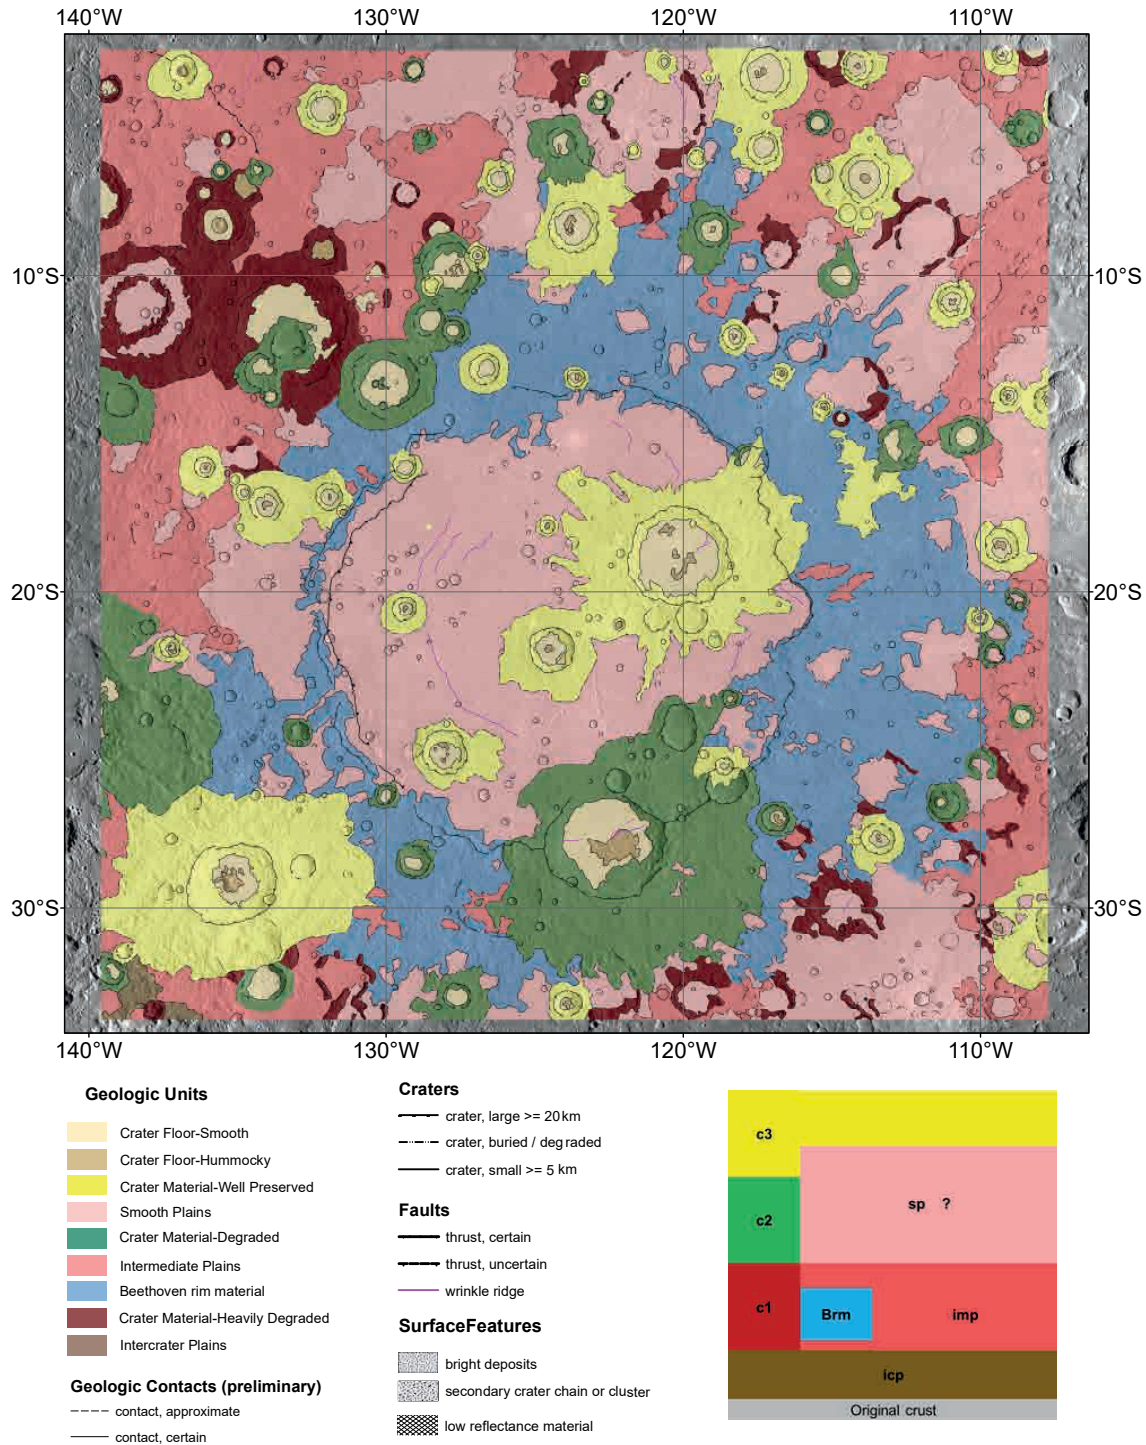 140°W 130°W 120°W 110°W
10°S 10°S
20°S 20°S
30°S 30°S
140°W 130°W 120°W 110°W
Geologic Units
Crater Floor-Smooth
Crater Floor-Hummocky
Crater Material-Well Preserved
Smooth Plains
Crater Material-Degraded
Intermediate Plains
Beethoven rim material
Crater Material-Heavily Degraded
Intercrater Plains
Geologic Contacts (preliminary)
contact, approximate
contact, certain
Craters
crater, large >= 20 km
crater, buried / degraded
crater, small >= 5 km
Faults
thrust, certain
thrust, uncertain
wrinkle ridge
SurfaceFeatures
bright deposits
secondary crater chain or cluster
low reflectance material
c3
sp ?
c2
c1 Brm imp
icp
Original crust